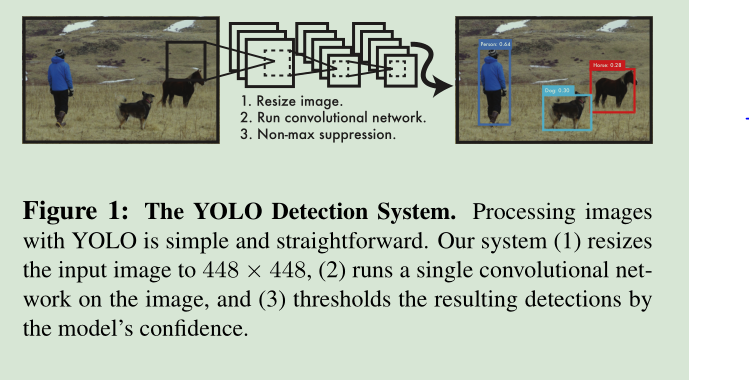 Person: 0.64
Horse: 0.28
Dog: 0.30
1. Resize image.
2. Run convolutional network.
3. Non-max suppression.
Figure 1: The YOLO Detection System. Processing images
with YOLO is simple and straightforward. Our system (1) resizes
the input image to 448 × 448, (2) runs a single convolutional net-
work on the image, and (3) thresholds the resulting detections by
the model's confidence.